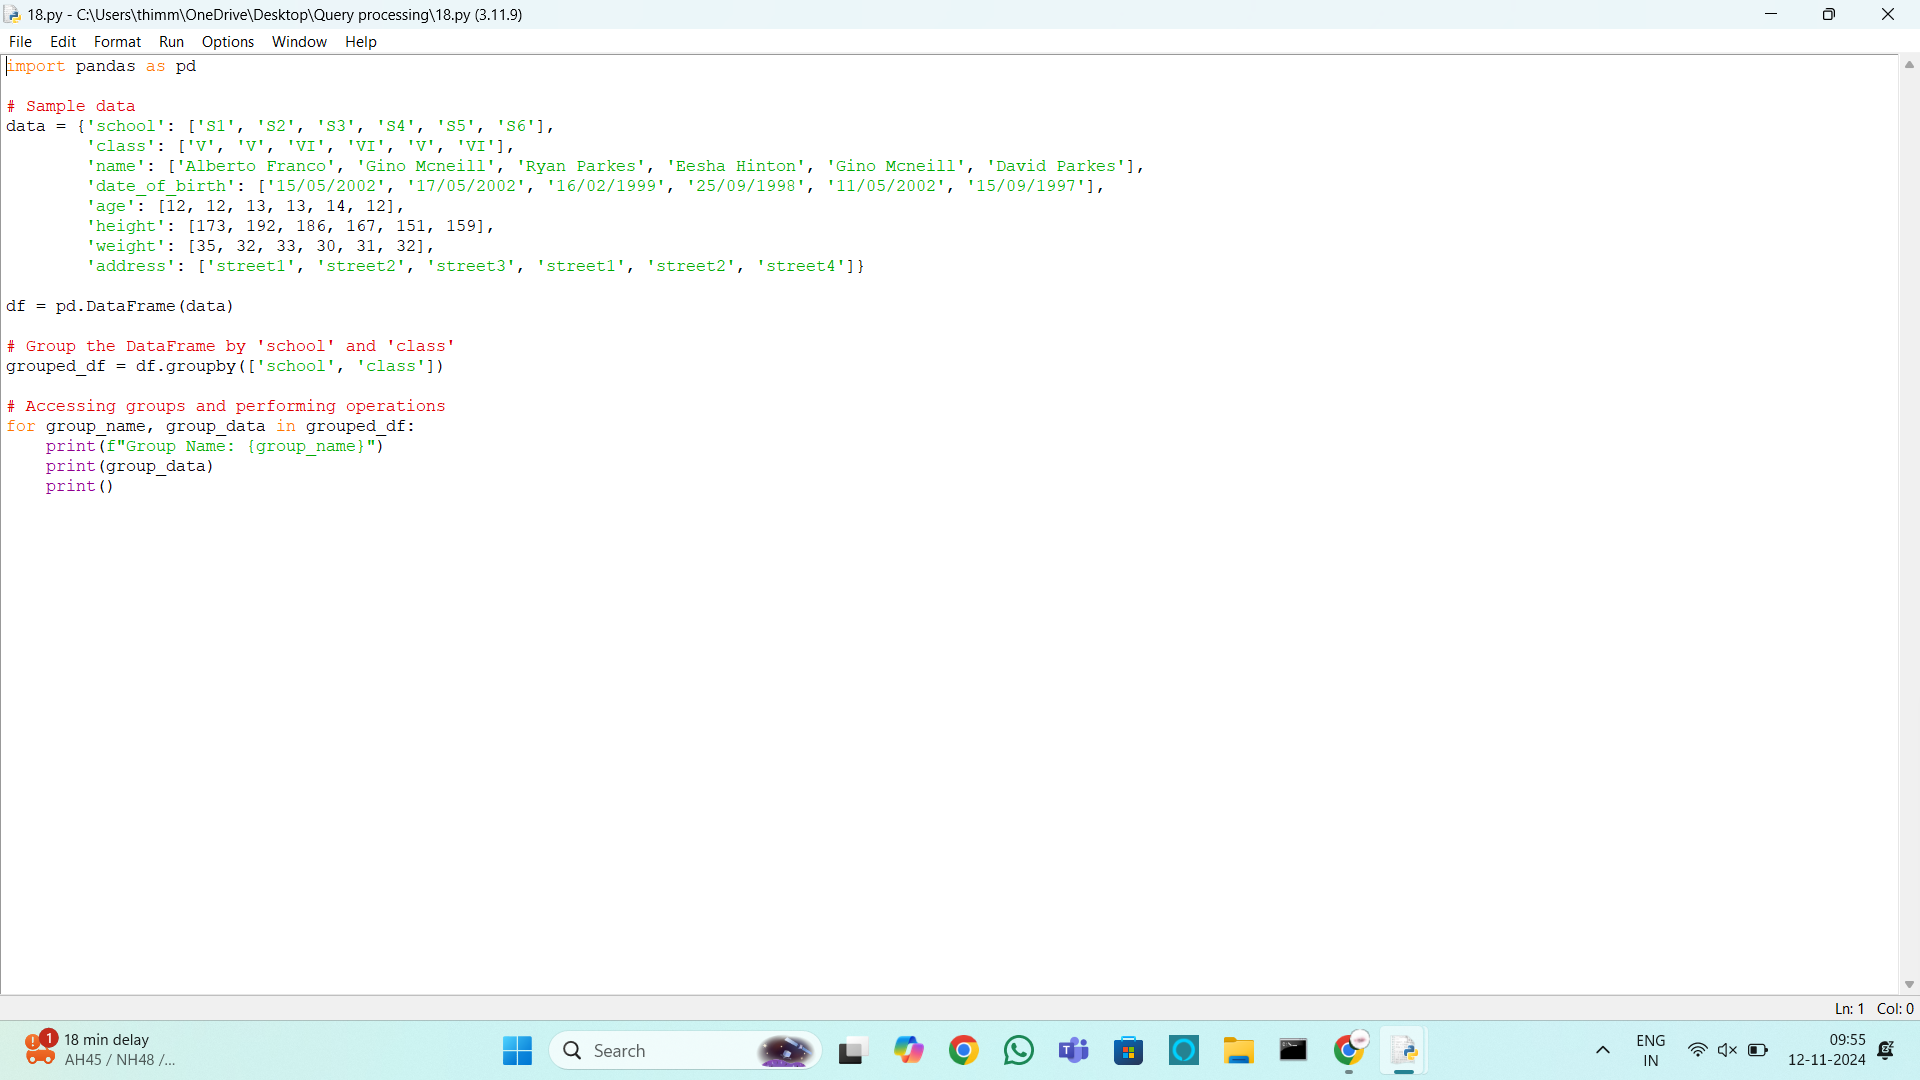 18.py - C:\Users\thimm\OneDrive\Desktop\Query processing\18.py (3.11.9)
File Edit Format Run Options Window Help
import pandas as pd
# Sample data
data = {'school': ['S1', 'S2', 'S3', 'S4', 'S5', 'S6'],
        'class': ['V', 'V', 'VI', 'VI', 'V', 'VI'],
        'name': ['Alberto Franco', 'Gino Mcneill', 'Ryan Parkes', 'Eesha Hinton', 'Gino Mcneill', 'David Parkes'],
        'date_of_birth': ['15/05/2002', '17/05/2002', '16/02/1999', '25/09/1998', '11/05/2002', '15/09/1997'],
        'age': [12, 12, 13, 13, 14, 12],
        'height': [173, 192, 186, 167, 151, 159],
        'weight': [35, 32, 33, 30, 31, 32],
        'address': ['street1', 'street2', 'street3', 'street1', 'street2', 'street4']}
df = pd.DataFrame(data)
# Group the DataFrame by 'school' and 'class'
grouped_df = df.groupby(['school', 'class'])
# Accessing groups and performing operations
for group_name, group_data in grouped_df:
    print(f"Group Name: {group_name}")
    print(group_data)
    print()
Ln: 1 Col: 0
1
18 min delay
AH45 / NH48 /...
Search
ENG
IN
09:55
12-11-2024